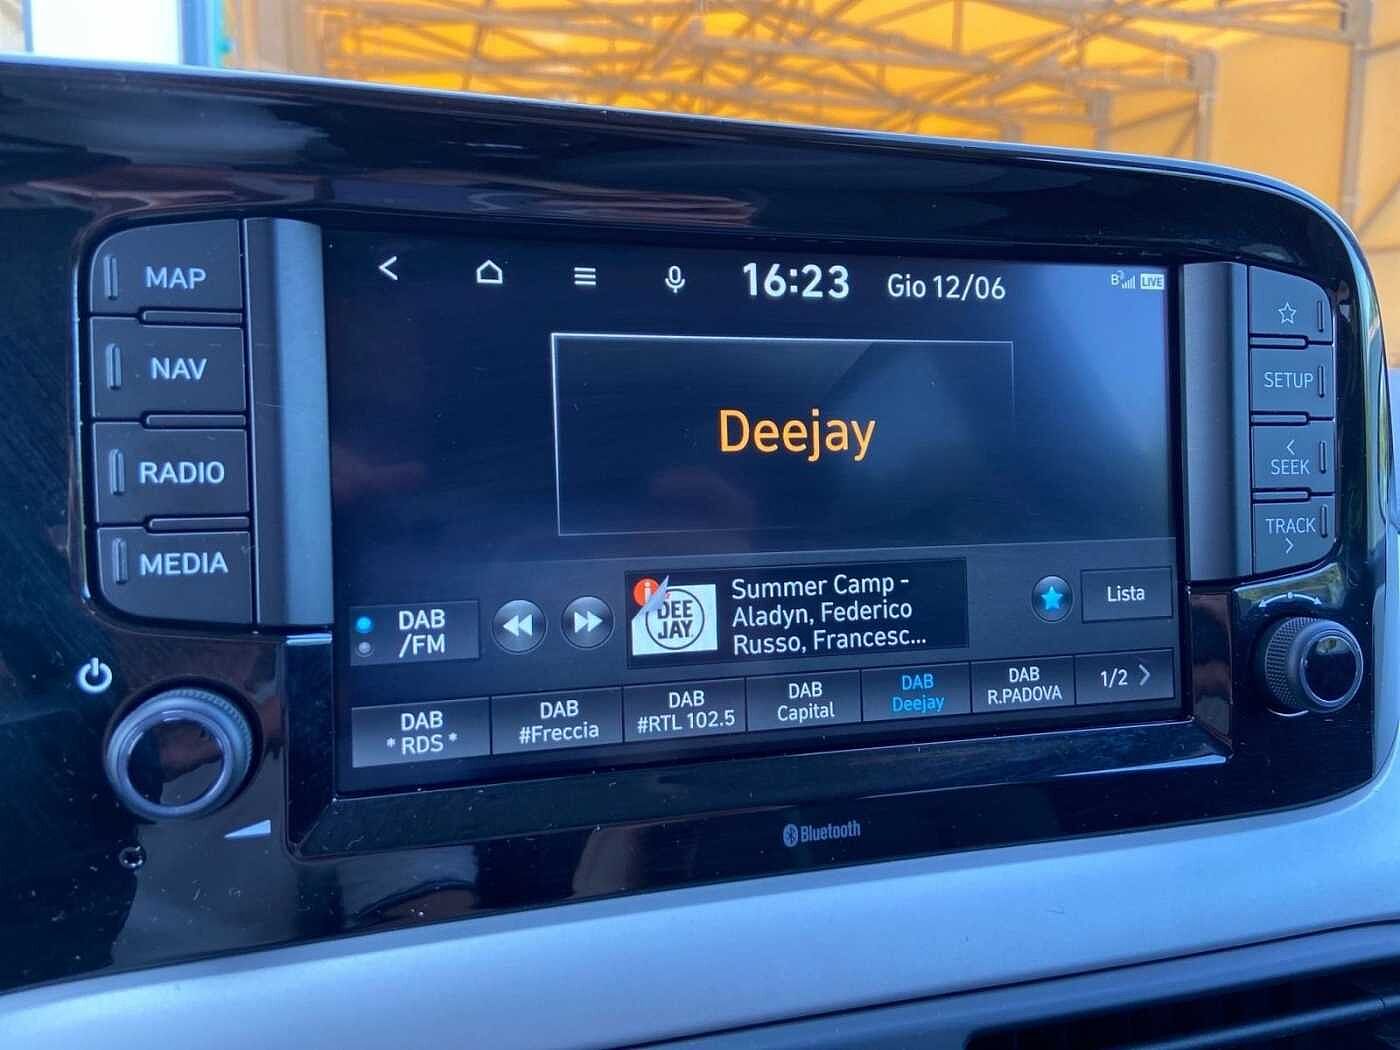 MAP
NAV
RADIO
MEDIA
16:23
Gio 12/06
B
LIVE
Deejay
DAB
/FM
DEE
JAY
Summer Camp -
Aladyn, Federico
Russo, Francesc...
Lista
DAB
*RDS*
DAB
#Freccia
DAB
#RTL 102.5
DAB
Capital
DAB
Deejay
DAB
R.PADOVA
1/2
SETUP
SEEK
TRACK
Bluetooth